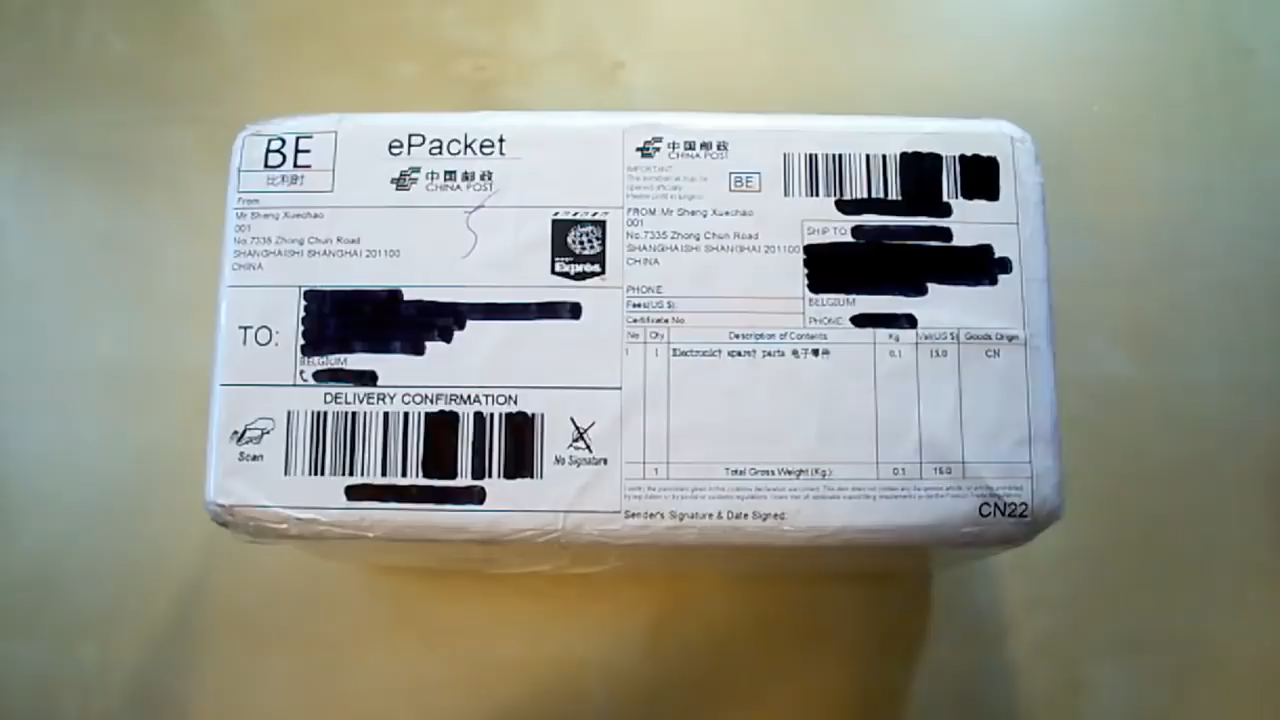 BE
比利时
ePacket
中国邮政
CHINA POST
From
Mr Sheng Xuechao
001
No.7335 Zhong Chun Road
SHANGHAISHI SHANGHAI 201100
CHINA
Exprès
TO:
BELGIUM
DELIVERY CONFIRMATION
Scan
No Signature
中国邮政
CHINA POST
IMPORTANT:
BE
FROM:Mr Sheng Xuechao
001
No.7335 Zhong Chun Road
SHANGHAISHI SHANGHAI 201100
CHINA
PHONE:
Fees(US $):
Certificate No
SHIP TO:
BELGIUM
PHONE:
No Qty Description of Contents Kg Val(US $) Goods Origin
1 1 Electronic? spare? parts 电子零件 0.1 15.0 CN
1 Total Gross Weight (Kg): 0.1 15.0
Sender's Signature & Date Signed:
CN22